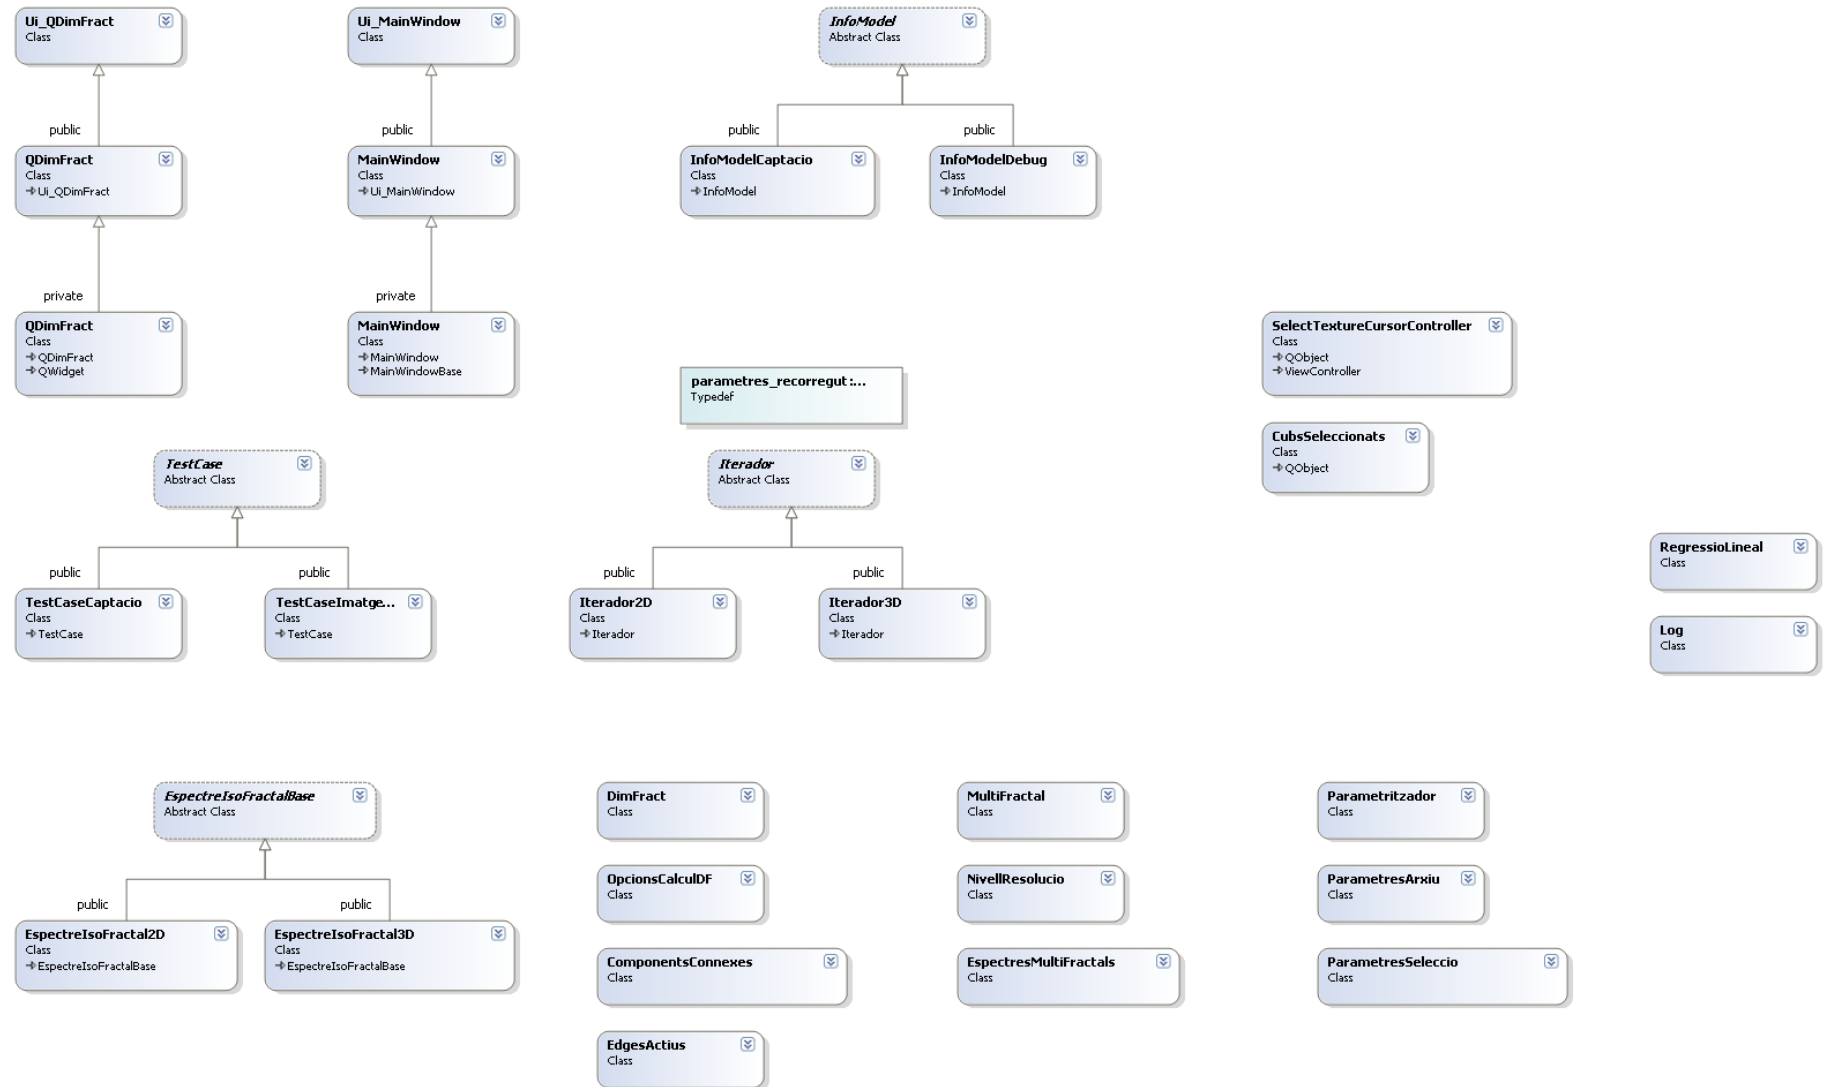 Ui_QDimFract
Class
Ui_MainWindow
Class
InfoModel
Abstract Class
public
public
public
public
QDimFract
Class
Ui_QDimFract
MainWindow
Class
Ui_MainWindow
InfoModelCaptacio
Class
InfoModel
InfoModelDebug
Class
InfoModel
private
private
QDimFract
Class
QDimFract
QWidget
MainWindow
Class
MainWindow
MainWindowBase
SelectTextureCursorController
Class
QObject
ViewController
parametres_recorregut:...
Typedef
CubsSeleccionats
Class
QObject
TestCase
Abstract Class
Iterador
Abstract Class
public
public
public
public
TestCaseCaptacio
Class
TestCase
TestCaseImatge...
Class
TestCase
Iterador2D
Class
Iterador
Iterador3D
Class
Iterador
RegressioLineal
Class
Log
Class
EspectreIsoFractalBase
Abstract Class
public
public
EspectreIsoFractal2D
Class
EspectreIsoFractalBase
EspectreIsoFractal3D
Class
EspectreIsoFractalBase
DimFract
Class
OpcionsCalculDF
Class
ComponentsConnexes
Class
EdgesActius
Class
MultiFractal
Class
NivellResolucio
Class
EspectresMultiFractals
Class
Parametritzador
Class
ParametresArxiu
Class
ParametresSeleccio
Class